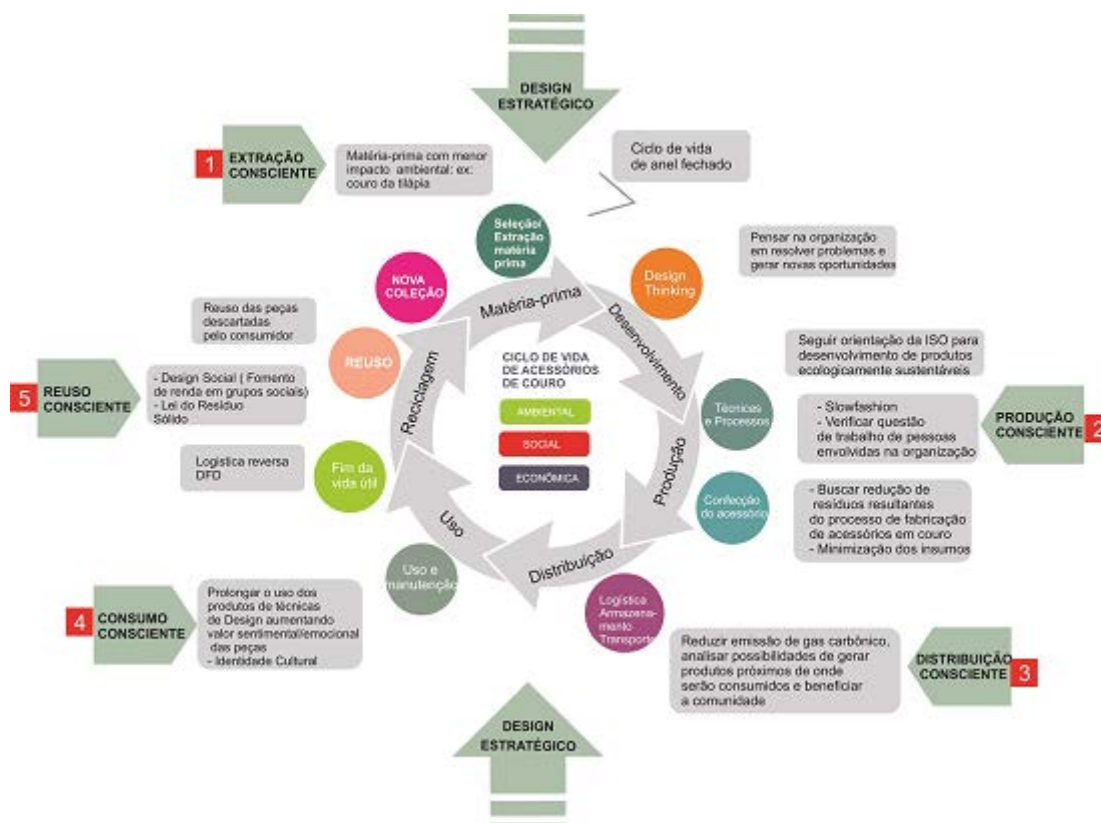 DESIGN
ESTRATÉGICO
1
EXTRAÇÃO
CONSCIENTE
Matéria-prima com menor
impacto ambiental: ex:
couro da tilápia
Ciclo de vida
de anel fechado
Seleção/
Extração
matéria
prima
Pensar na organização
em resolver problemas e
gerar novas oportunidades
NOVA
COLEÇÃO
Design
Thinking
Matéria-prima
Desenvolvimento
Reuso das peças
descartadas
pelo consumidor
REUSO
CICLO DE VIDA
DE ACESSÓRIOS
DE COURO
AMBIENTAL
SOCIAL
ECONÔMICA
Seguir orientação da ISO para
desenvolvimento de produtos
ecologicamente sustentáveis
5
REUSO
CONSCIENTE
- Design Social ( Fomento
de renda em grupos sociais)
- Lei do Resíduo
Sólido
Reciclagem
Técnicas
e Processos
- Slowfashion
- Verificar questão
de trabalho de pessoas
envolvidas na organização
PRODUÇÃO
CONSCIENTE
2
Logística reversa
DFD
Fim da
vida útil
Produção
Confecção
do acessório
- Buscar redução de
resíduos resultantes
do processo de fabricação
de acessórios em couro
- Minimização dos insumos
Uso
Distribuição
Uso e
manutenção
4
CONSUMO
CONSCIENTE
Prolongar o uso dos
produtos de técnicas
de Design aumentando
valor sentimental/emocional
das peças
- Identidade Cultural
Logística
Armazena-
mento
Transporte
Reduzir emissão de gas carbônico,
analisar possibilidades de gerar
produtos próximos de onde
serão consumidos e beneficiar
a comunidade
DISTRIBUIÇÃO
CONSCIENTE
3
DESIGN
ESTRATÉGICO